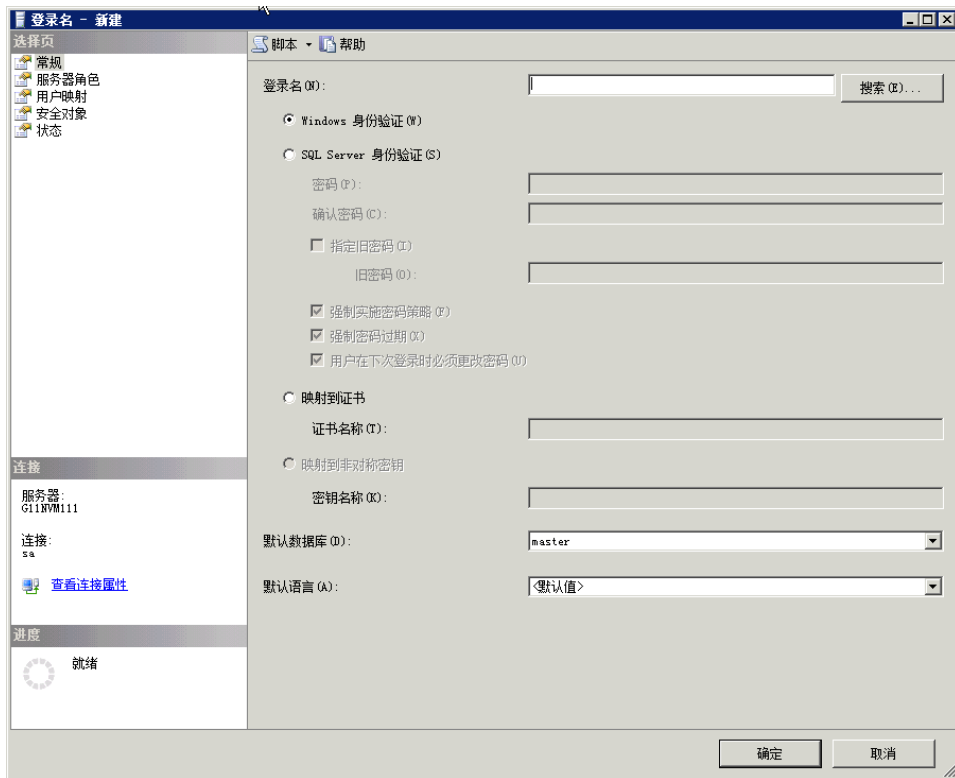 登录名 - 新建
选择页
常规
服务器角色
用户映射
安全对象
状态
脚本
帮助
登录名(N):
搜索(E)...
Windows 身份验证(W)
SQL Server 身份验证(S)
密码(P):
确认密码(C):
指定旧密码(I)
旧密码(O):
强制实施密码策略(F)
强制密码过期(X)
用户在下次登录时必须更改密码(U)
映射到证书
证书名称(T):
映射到非对称密钥
密钥名称(K):
默认数据库(D):
master
默认语言(A):
<默认值>
连接
服务器:
G11NVM111
连接:
sa
查看连接属性
进度
就绪
确定
取消